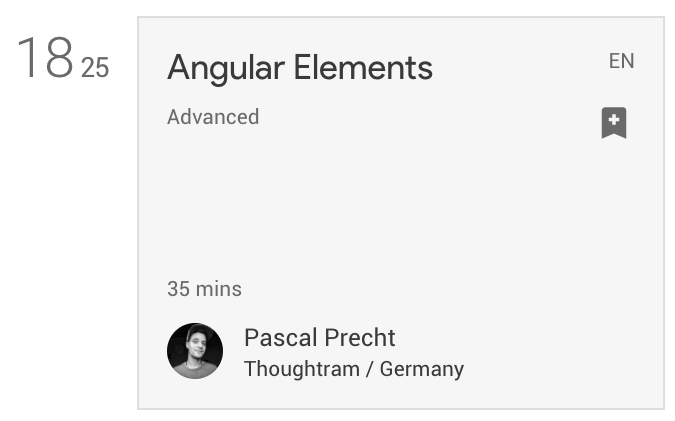 18 25
Angular Elements
EN
Advanced
35 mins
Pascal Precht
Thoughtram / Germany